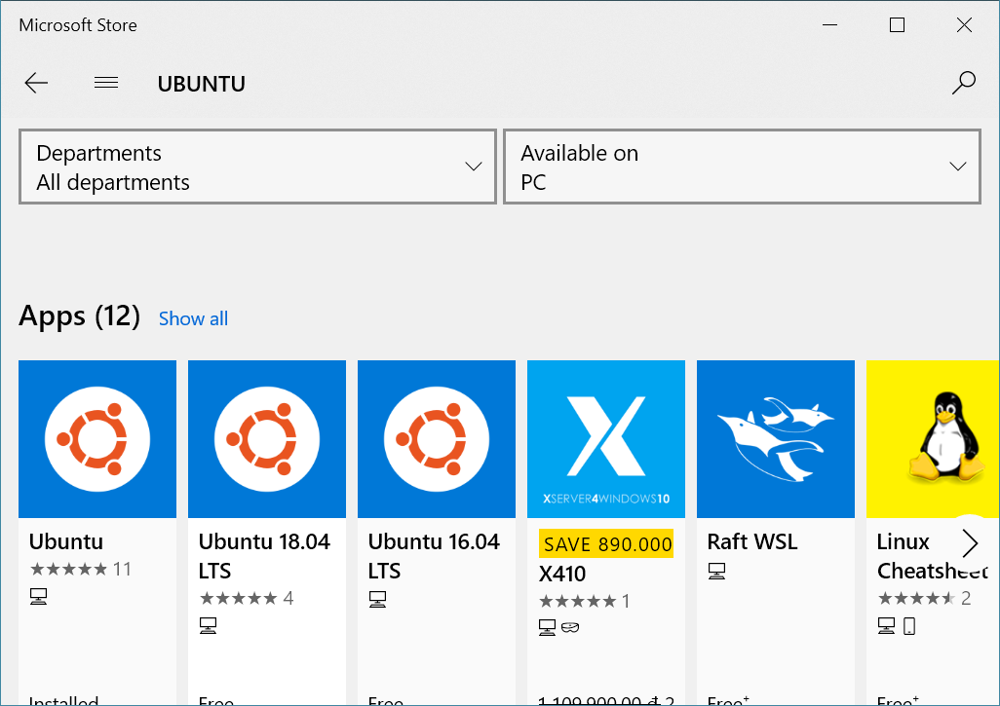 Microsoft Store
UBUNTU
Departments
All departments
Available on
PC
Apps (12) Show all
XSERVER4WINDOWS10
Ubuntu
11
Installed
Ubuntu 18.04
LTS
4
Free
Ubuntu 16.04
LTS
Free
SAVE 890.000
X410
1
1.109.900,00 ₫ 2
Raft WSL
Free+
Linux
Cheatsheet
2
Free+